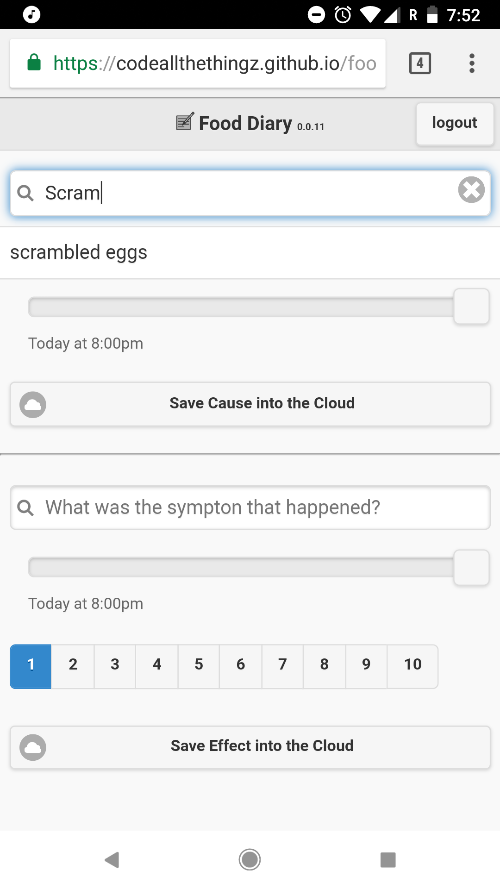 R 7:52
https://codeallthethingz.github.io/foo
4
Food Diary 0.0.11
logout
Scram
scrambled eggs
Today at 8:00pm
Save Cause into the Cloud
What was the sympton that happened?
Today at 8:00pm
1 2 3 4 5 6 7 8 9 10
Save Effect into the Cloud